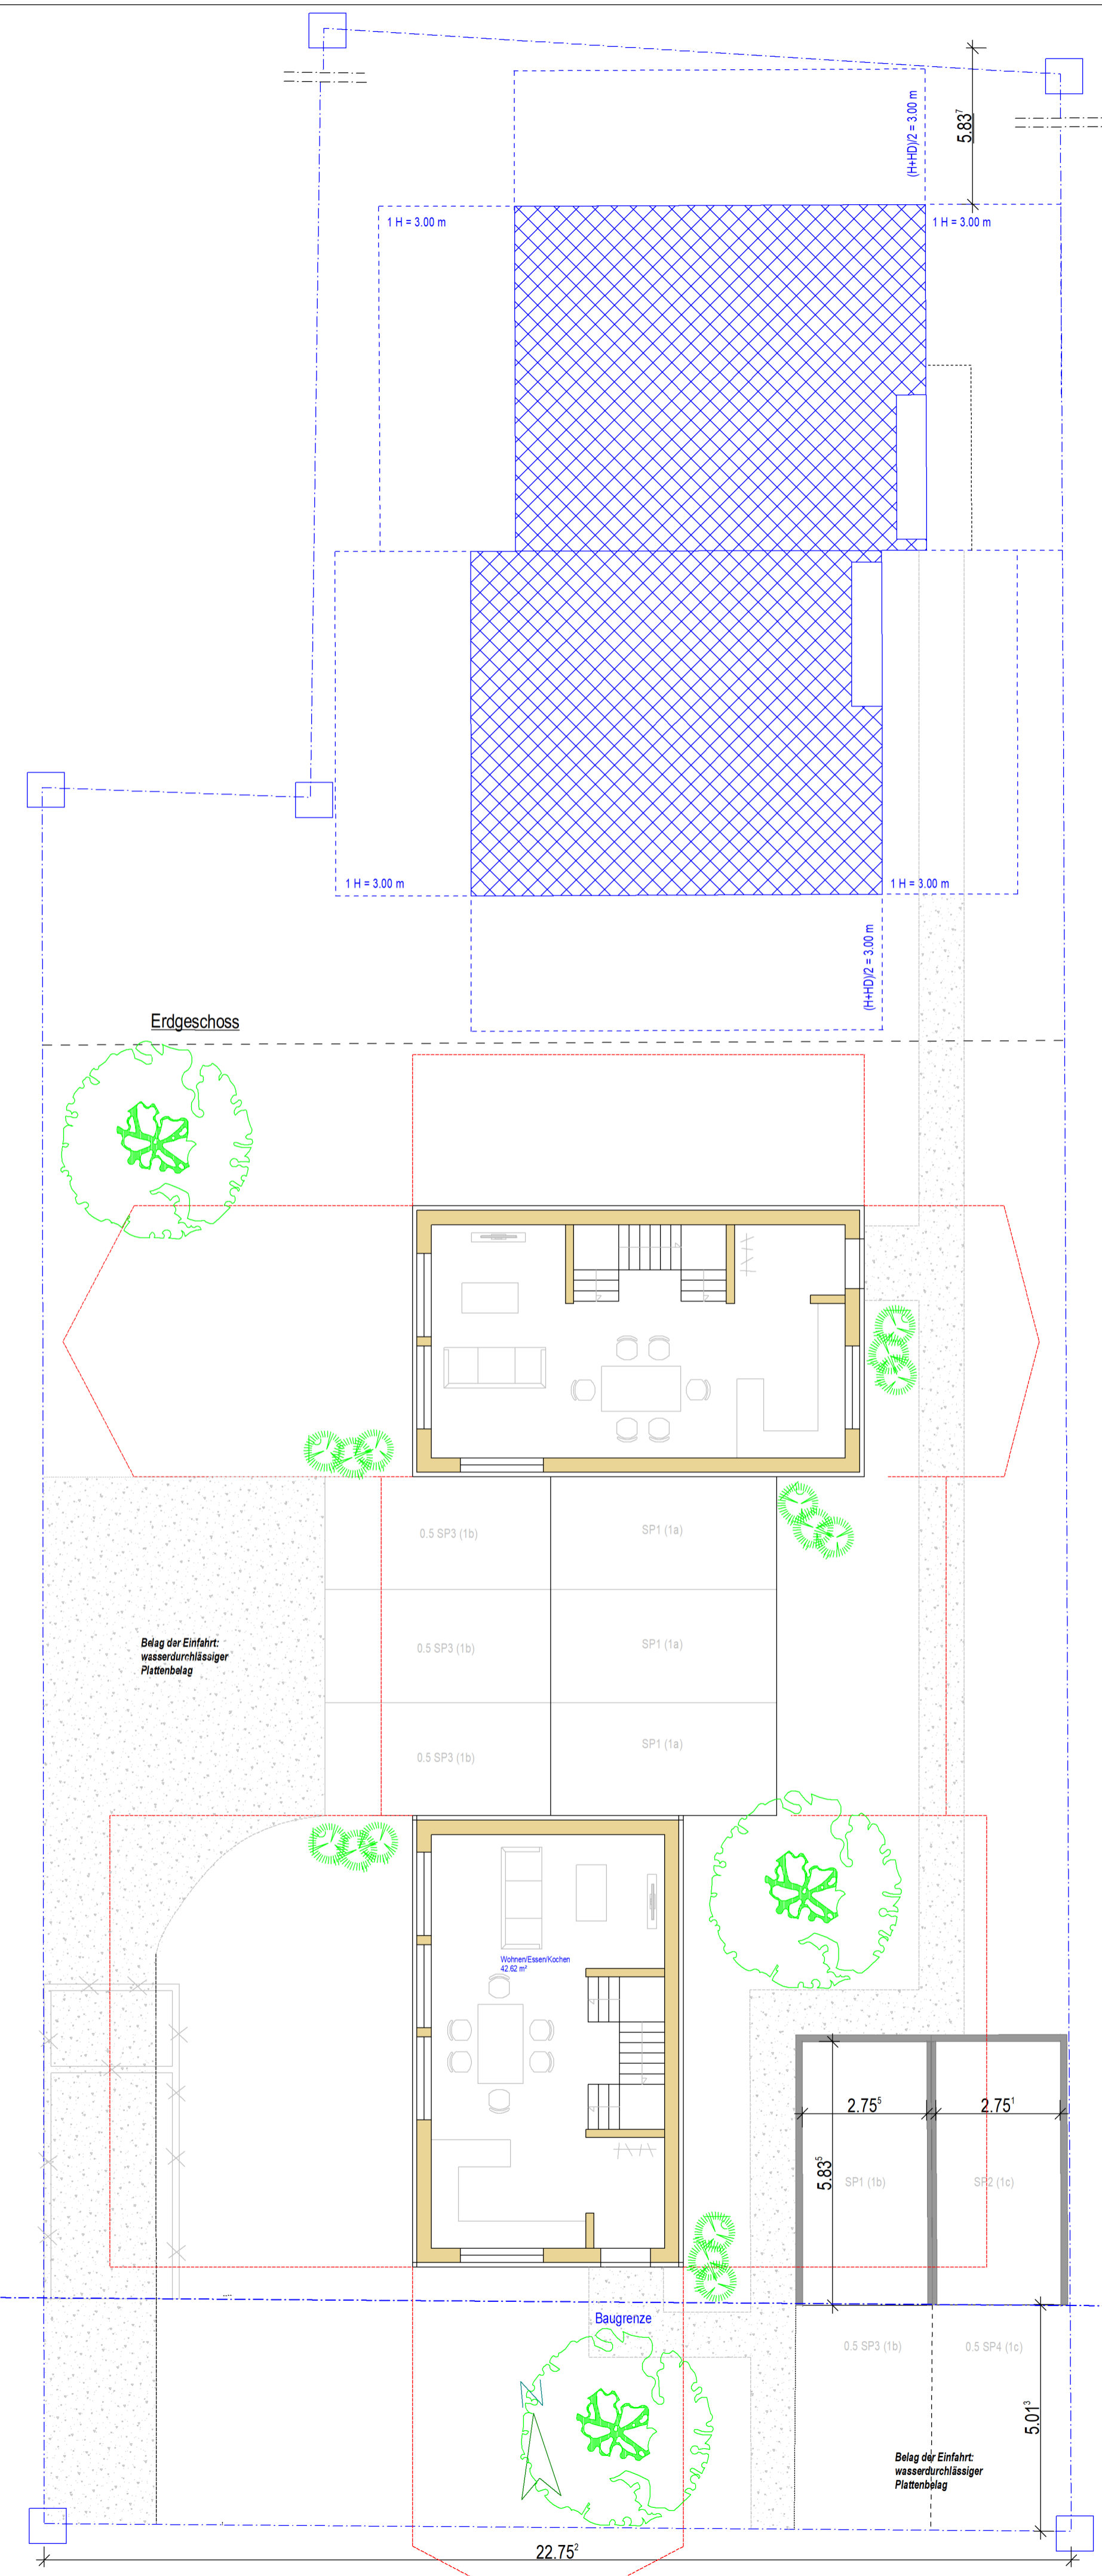 5.83⁷
(H+HD)/2 = 3.00 m
1 H = 3.00 m
1 H = 3.00 m
1 H = 3.00 m
1 H = 3.00 m
(H+HD)/2 = 3.00 m
Erdgeschoss
0.5 SP3 (1b)
SP1 (1a)
Belag der Einfahrt:
wasserdurchlässiger
Plattenbelag
0.5 SP3 (1b)
SP1 (1a)
0.5 SP3 (1b)
SP1 (1a)
Wohnen/Essen/Kochen
42.62 m²
2.75⁵
2.75¹
5.83⁵
SP1 (1b)
SP2 (1c)
Baugrenze
0.5 SP3 (1b)
0.5 SP4 (1c)
N
5.01³
Belag der Einfahrt:
wasserdurchlässiger
Plattenbelag
22.75²